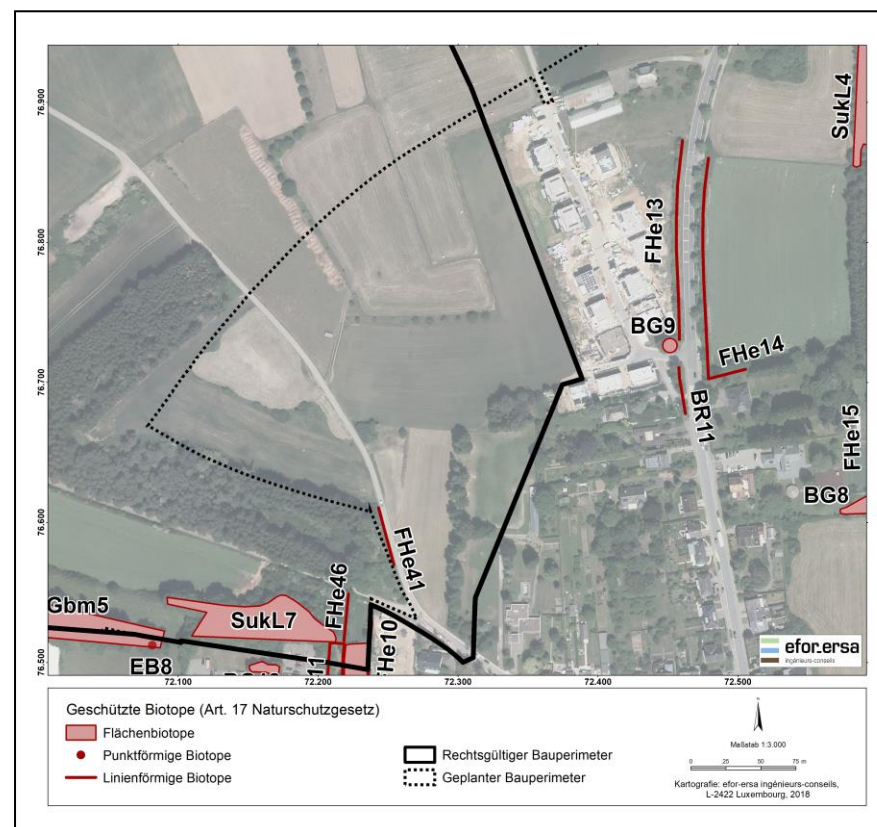 76.900
76.800
76.700
76.600
76.500
SukL4
FHe13
BG9
FHe14
BR11
FHe15
BG8
FHe41
FHe46
Gbm5
SukL7
FHe10
EB8
11
efor.ersa
ingénieurs-conseils
72.100
72.200
72.300
72.400
72.500
Geschützte Biotope (Art. 17 Naturschutzgesetz)
Flächenbiotope
Punktförmige Biotope
Linienförmige Biotope
Rechtsgültiger Bauperimeter
Geplanter Bauperimeter
Maßstab 1:3.000
0 25 50 75 m
Kartografie: efor-ersa ingénieurs-conseils,
L-2422 Luxembourg, 2018